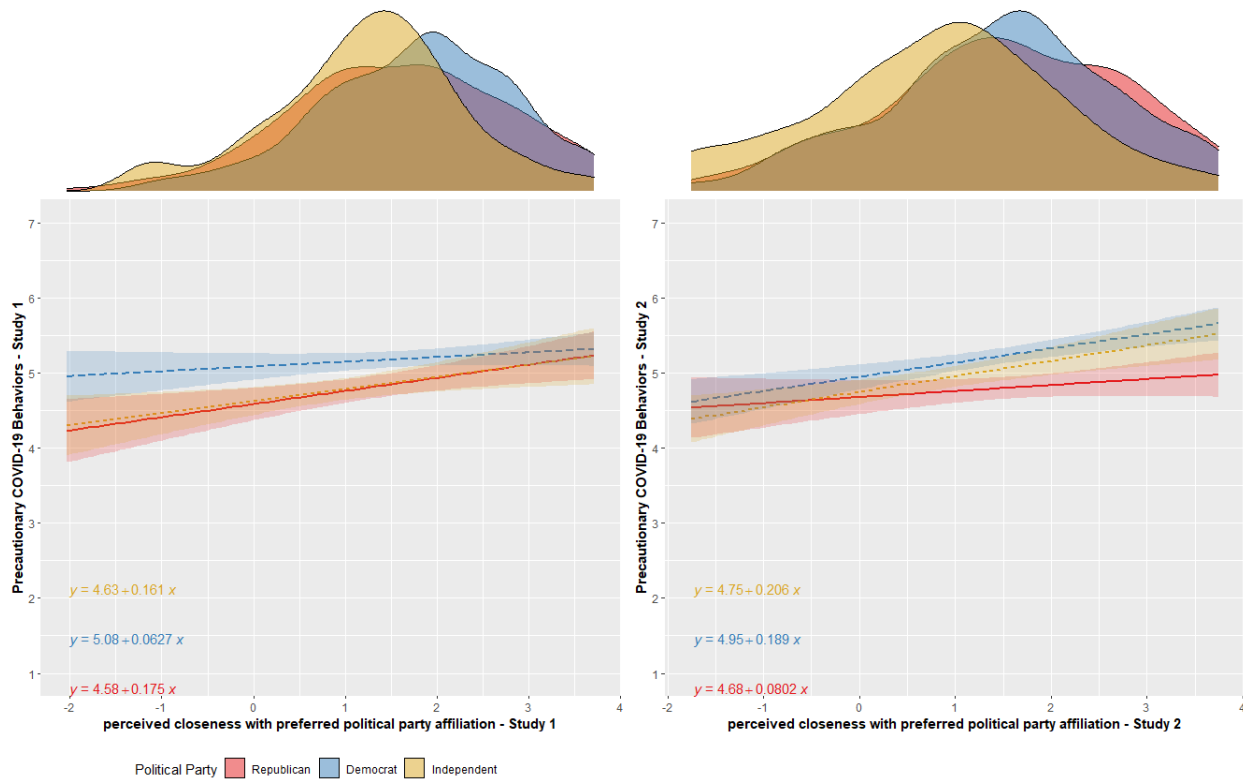 Precautionary COVID-19 Behaviors - Study 1
7
6
5
4
3
2
1
y = 4.63 + 0.161 x
y = 5.08 + 0.0627 x
y = 4.58 + 0.175 x
-2 -1 0 1 2 3 4
perceived closeness with preferred political party affiliation - Study 1
Precautionary COVID-19 Behaviors - Study 2
7
6
5
4
3
2
1
y = 4.75 + 0.206 x
y = 4.95 + 0.189 x
y = 4.68 + 0.0802 x
-2 -1 0 1 2 3 4
perceived closeness with preferred political party affiliation - Study 2
Political Party Republican Democrat Independent